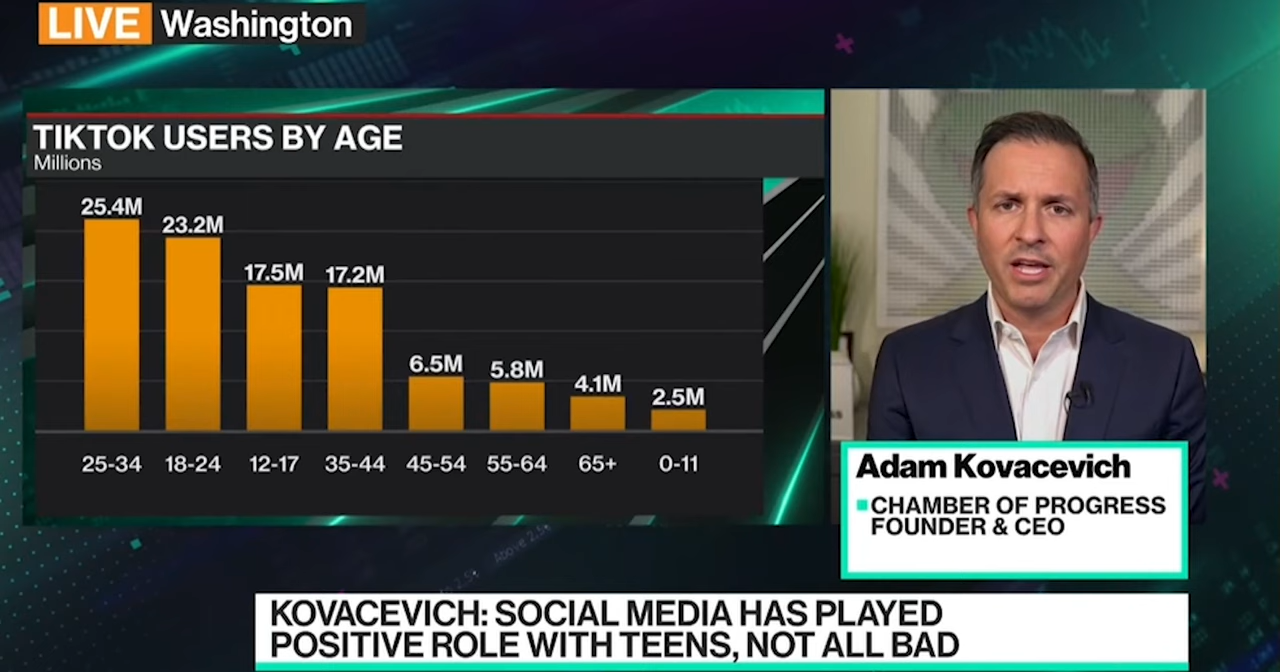 LIVE Washington
TIKTOK USERS BY AGE
Millions
25.4M
23.2M
17.5M
17.2M
6.5M
5.8M
4.1M
2.5M
25-34 18-24 12-17 35-44 45-54 55-64 65+ 0-11
Adam Kovacevich
CHAMBER OF PROGRESS
FOUNDER & CEO
KOVACEVICH: SOCIAL MEDIA HAS PLAYED
POSITIVE ROLE WITH TEENS, NOT ALL BAD